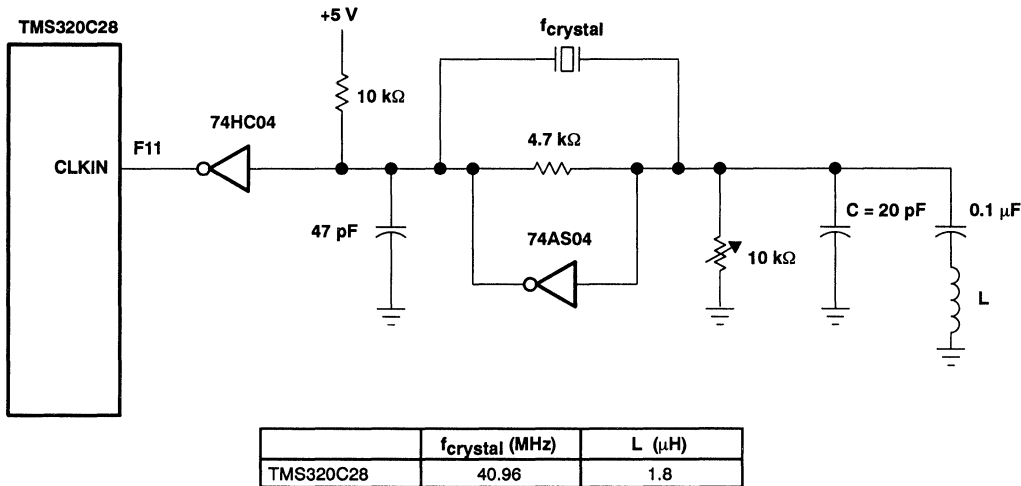 TMS320C28
+5 V
fcrystal
10 kΩ
74HC04
4.7 kΩ
F11
CLKIN
47 pF
74AS04
10 kΩ
C = 20 pF
0.1 µF
L
fcrystal (MHz) L (µH)
TMS320C28 40.96 1.8